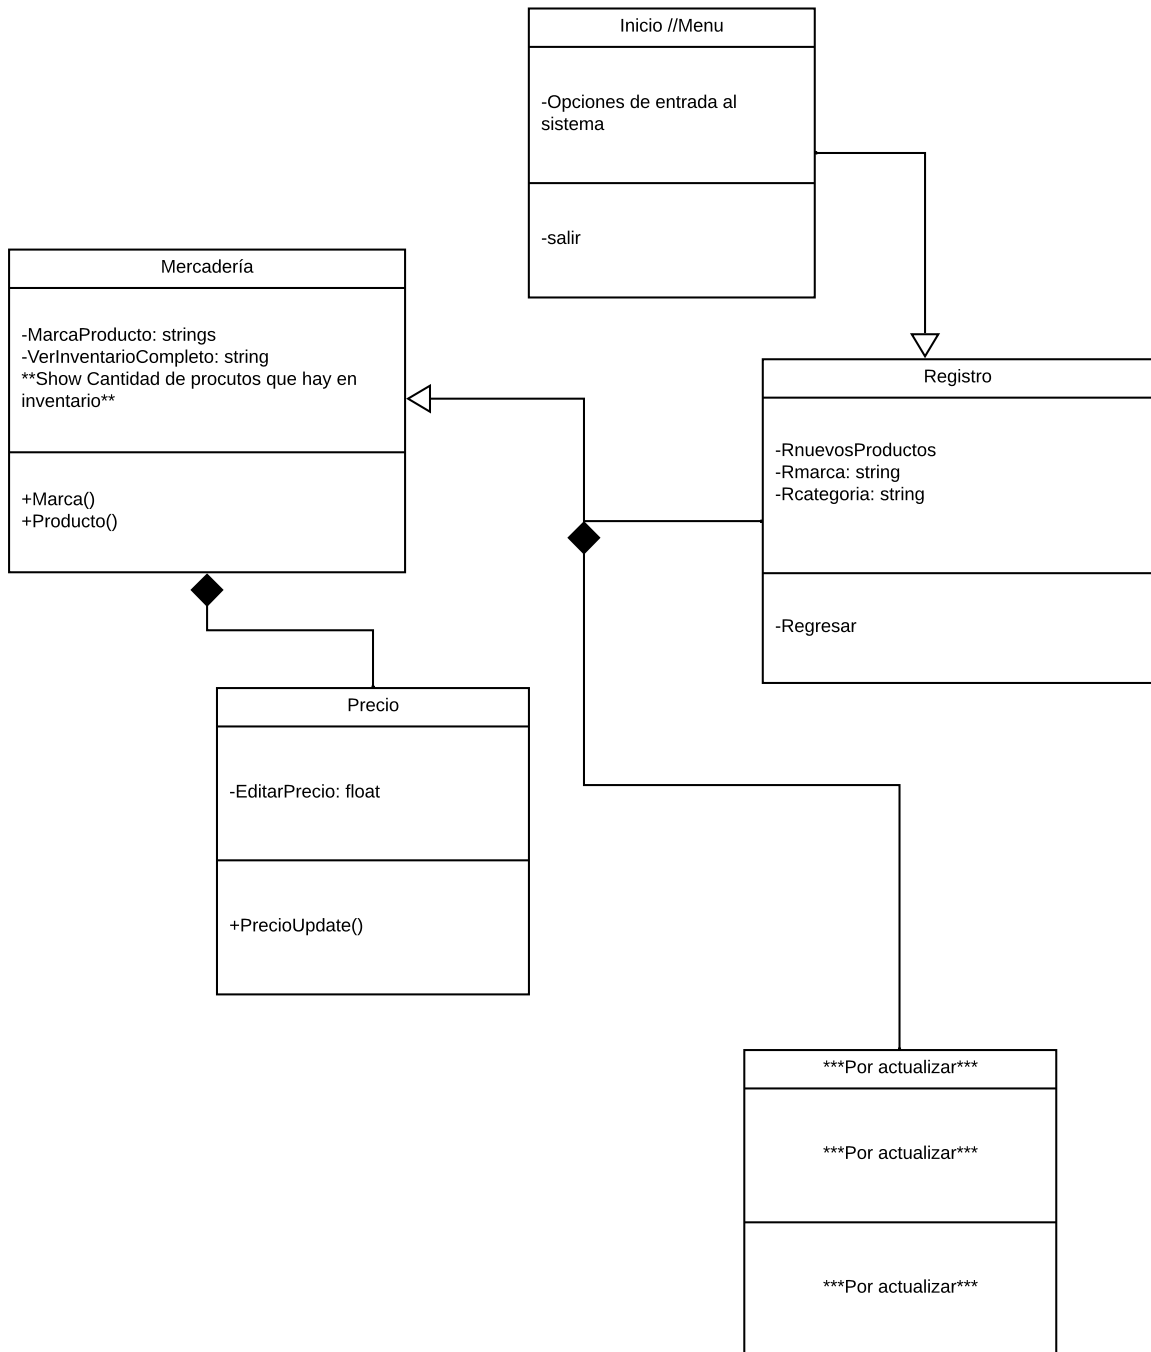 Inicio //Menu
-Opciones de entrada al
sistema
-salir
Mercadería
-MarcaProducto: strings
-VerInventarioCompleto: string
**Show Cantidad de procutos que hay en
inventario**
+Marca()
+Producto()
Registro
-RnuevosProductos
-Rmarca: string
-Rcategoria: string
-Regresar
Precio
-EditarPrecio: float
+PrecioUpdate()
***Por actualizar***
***Por actualizar***
***Por actualizar***